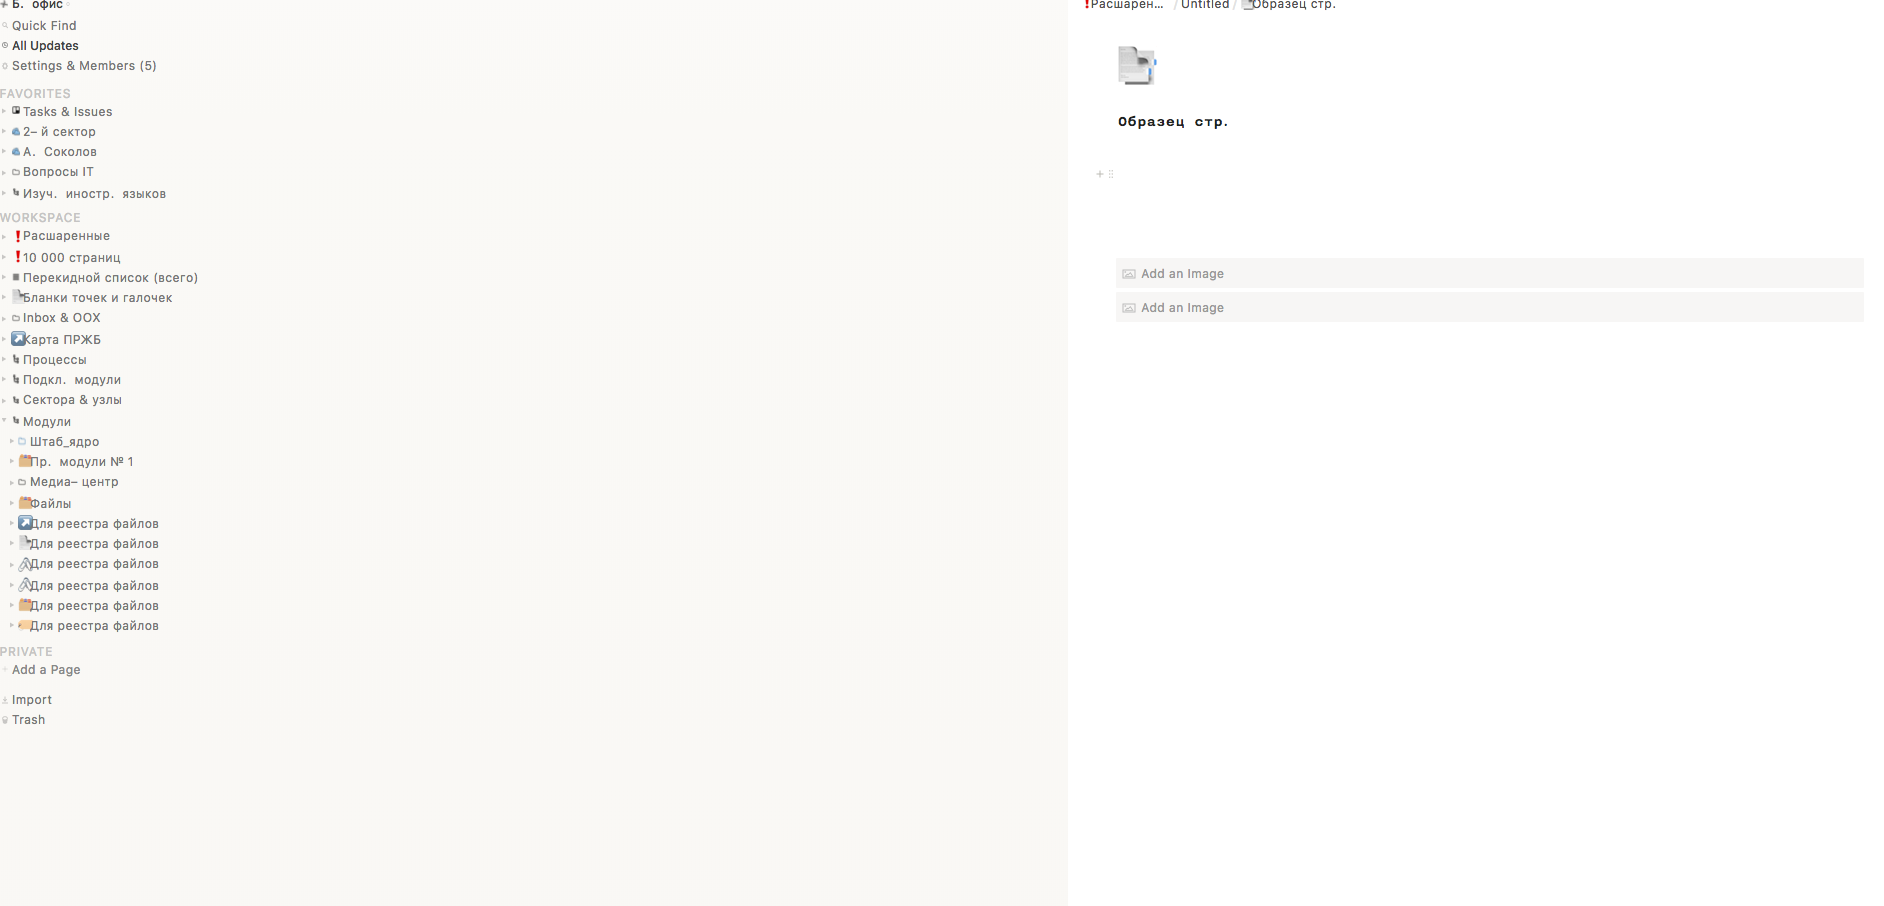 Б. офис
Quick Find
All Updates
Settings & Members (5)
FAVORITES
Tasks & Issues
2– й сектор
А. Соколов
Вопросы IT
Изуч. иностр. языков
WORKSPACE
Расшаренные
10 000 страниц
Перекидной список (всего)
Бланки точек и галочек
Inbox & OOX
Карта ПРЖБ
Процессы
Подкл. модули
Сектора & узлы
Модули
Штаб_ядро
Пр. модули № 1
Медиа– центр
Файлы
Для реестра файлов
Для реестра файлов
Для реестра файлов
Для реестра файлов
Для реестра файлов
Для реестра файлов
PRIVATE
Add a Page
Import
Trash
Расшарен... / Untitled / Образец стр.
Образец стр.
Add an Image
Add an Image